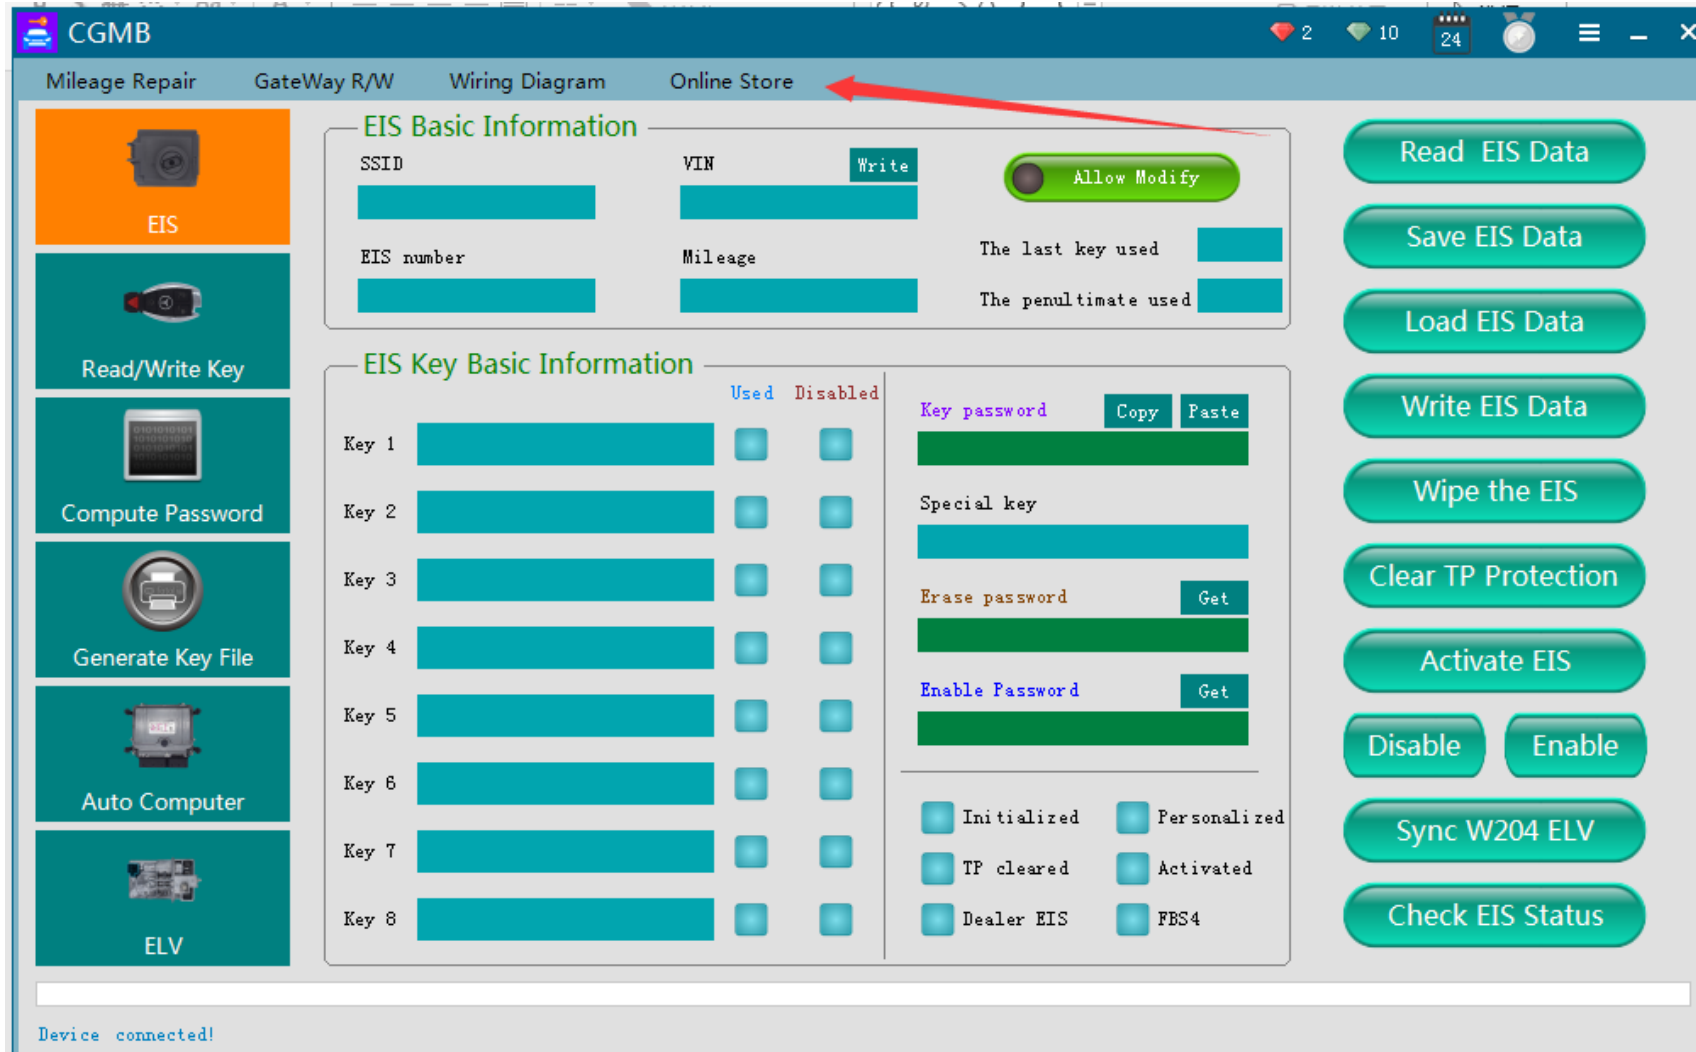 CGMB
2
10
24
Mileage Repair
GateWay R/W
Wiring Diagram
Online Store
EIS
Read/Write Key
Compute Password
Generate Key File
Auto Computer
ELV
EIS Basic Information
SSID
VIN
Write
Allow Modify
EIS number
Mileage
The last key used
The penultimate used
EIS Key Basic Information
Used
Disabled
Key 1
Key 2
Key 3
Key 4
Key 5
Key 6
Key 7
Key 8
Key password
Copy
Paste
Special key
Erase password
Get
Enable Password
Get
Initialized
Personalized
TP cleared
Activated
Dealer EIS
FBS4
Read EIS Data
Save EIS Data
Load EIS Data
Write EIS Data
Wipe the EIS
Clear TP Protection
Activate EIS
Disable
Enable
Sync W204 ELV
Check EIS Status
Device connected!